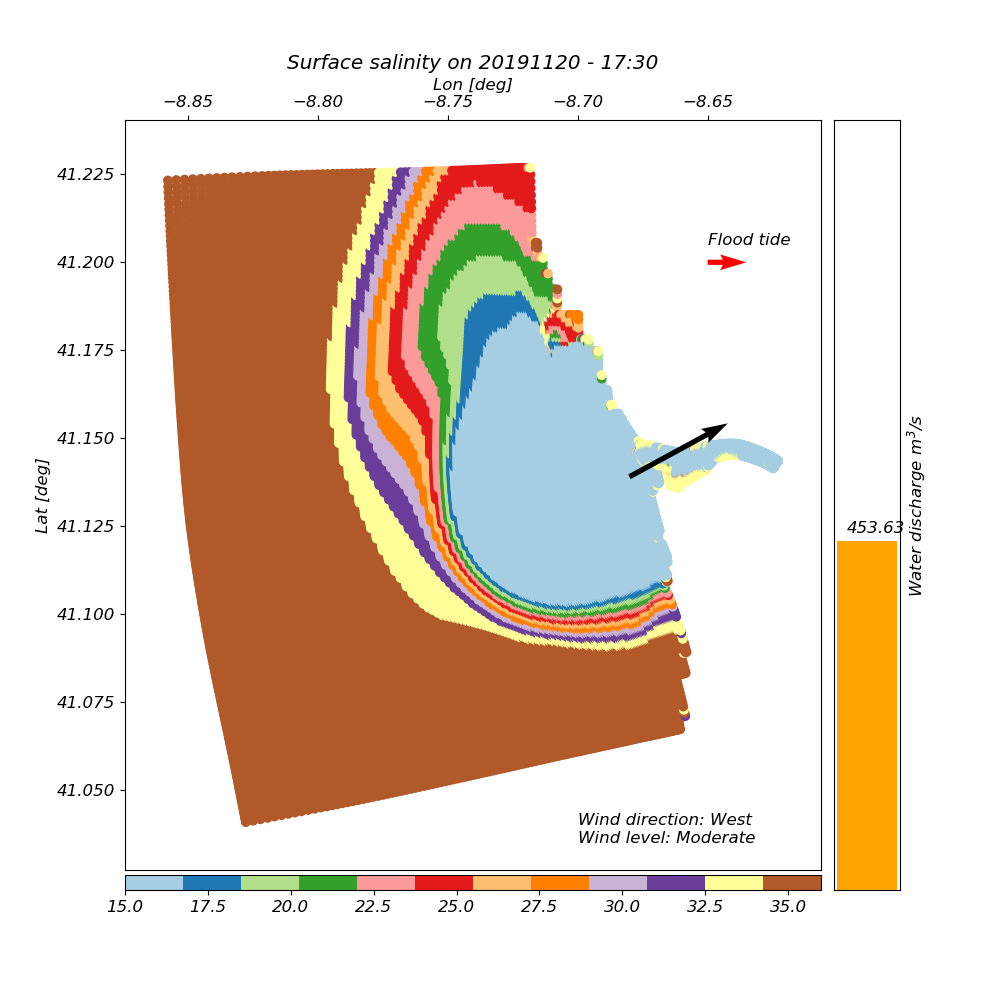 Surface salinity on 20191120 - 17:30
Lon [deg]
−8.85 −8.80 −8.75 −8.70 −8.65
41.225
41.200
41.175
41.150
41.125
41.100
41.075
41.050
Lat [deg]
Flood tide
Wind direction: West
Wind level: Moderate
453.63
Water discharge m³/s
15.0 17.5 20.0 22.5 25.0 27.5 30.0 32.5 35.0